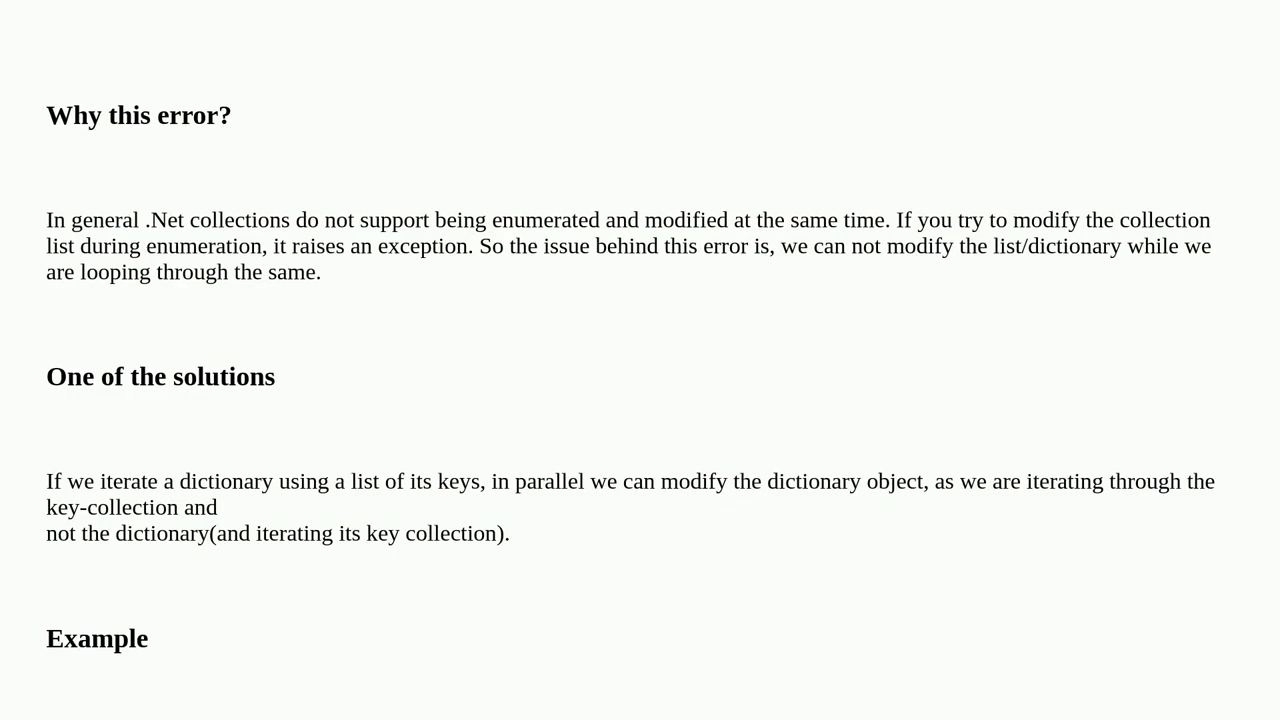 Why this error?
In general .Net collections do not support being enumerated and modified at the same time. If you try to modify the collection
list during enumeration, it raises an exception. So the issue behind this error is, we can not modify the list/dictionary while we
are looping through the same.
One of the solutions
If we iterate a dictionary using a list of its keys, in parallel we can modify the dictionary object, as we are iterating through the
key-collection and
not the dictionary(and iterating its key collection).
Example